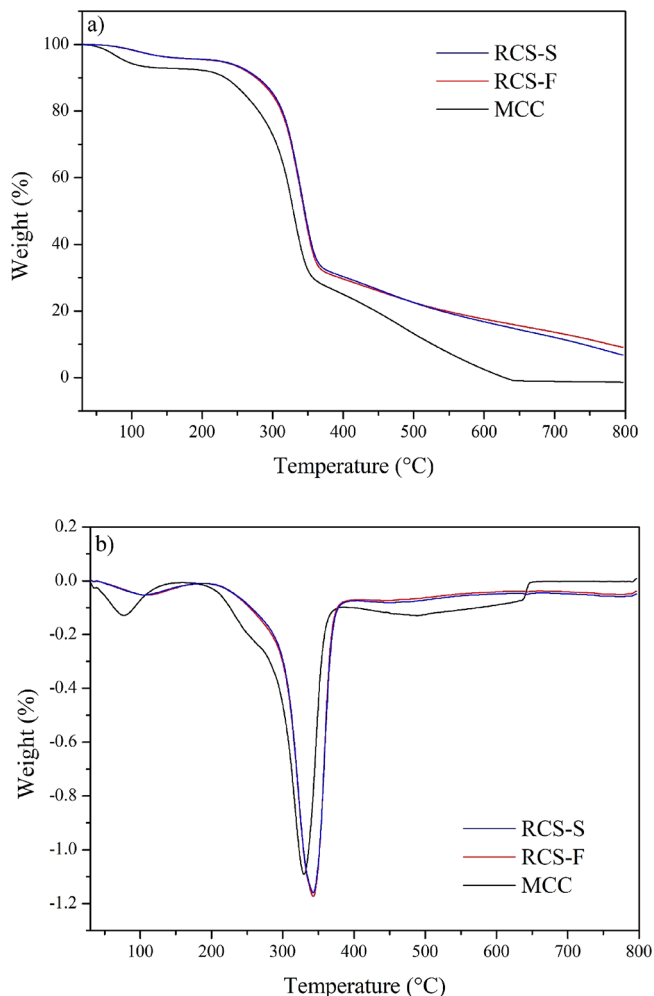 a)
100
80
60
40
20
0
Weight (%)
RCS-S
RCS-F
MCC
100 200 300 400 500 600 700 800
Temperature (°C)
b)
0.2
0.0
-0.2
-0.4
-0.6
-0.8
-1.0
-1.2
Weight (%)
RCS-S
RCS-F
MCC
100 200 300 400 500 600 700 800
Temperature (°C)